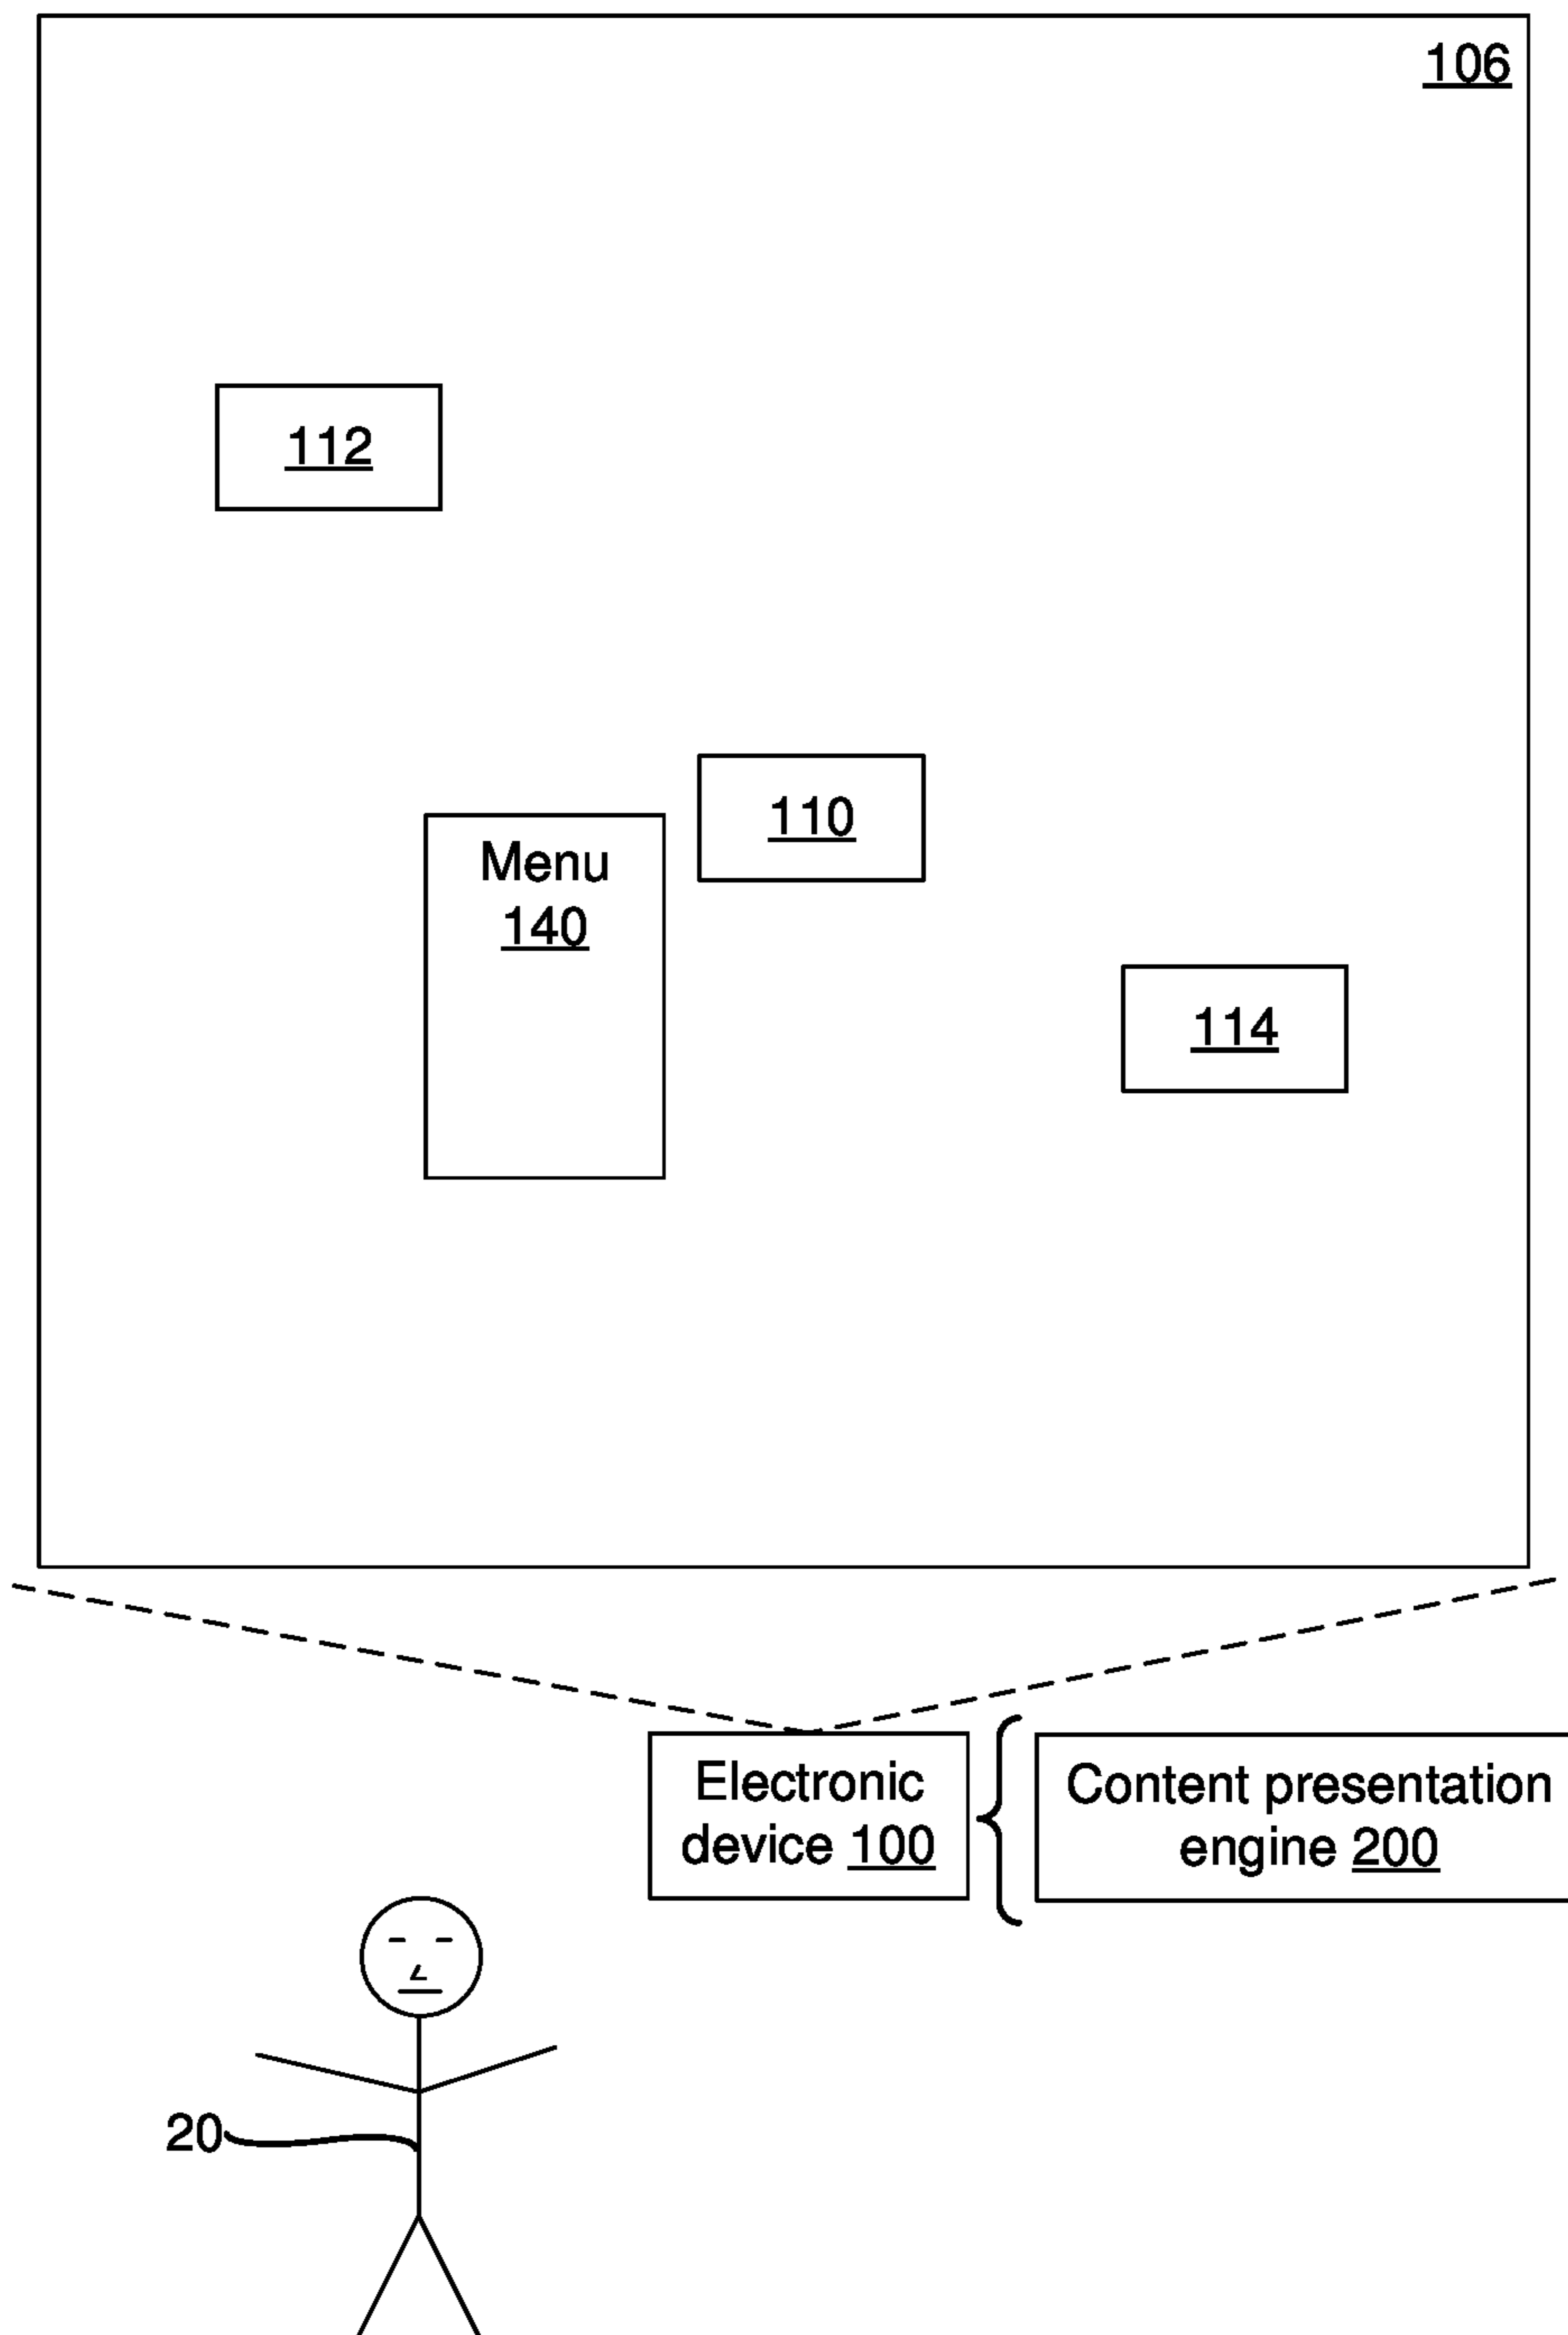 106
112
110
Menu
140
114
Electronic
device 100
Content presentation
engine 200
20